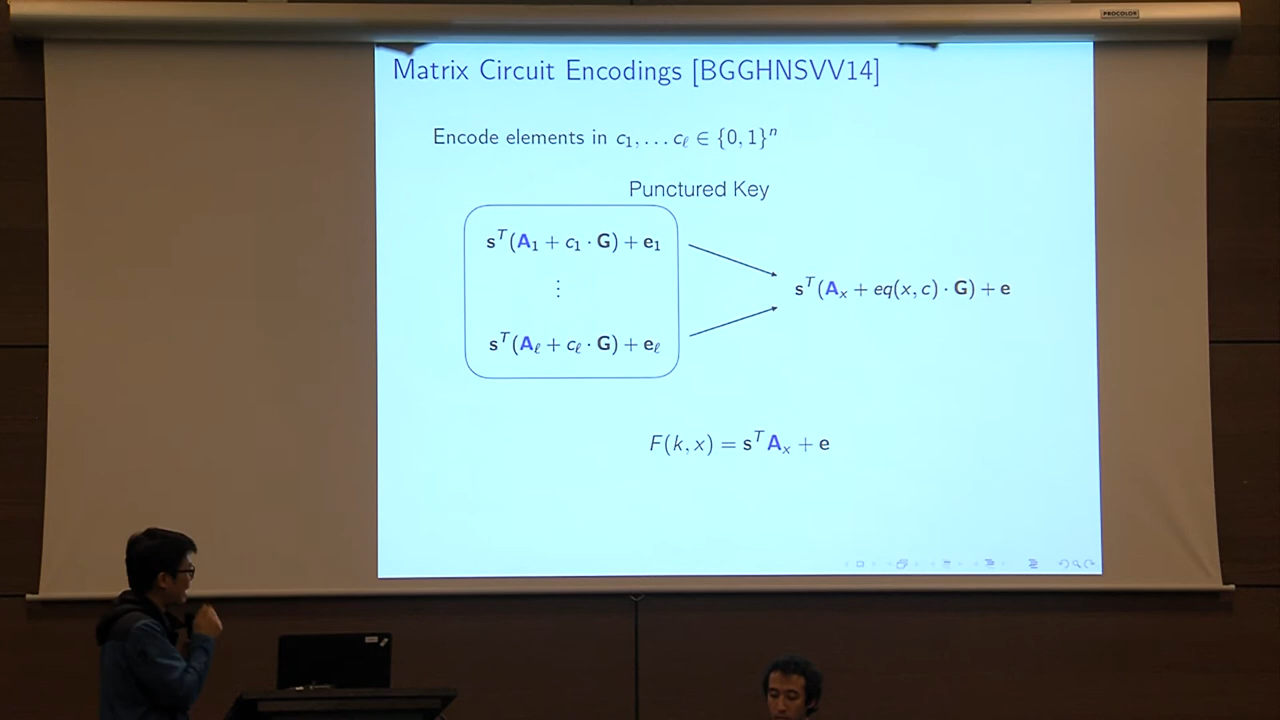 PROCOLOR
Matrix Circuit Encodings [BGGHNSVV14]
Encode elements in c₁, … c_ℓ ∈ {0, 1}ⁿ
Punctured Key
sᵀ(A₁ + c₁ · G) + e₁
⋮
sᵀ(A_ℓ + c_ℓ · G) + e_ℓ
sᵀ(Aₓ + eq(x, c) · G) + e
F(k, x) = sᵀAₓ + e